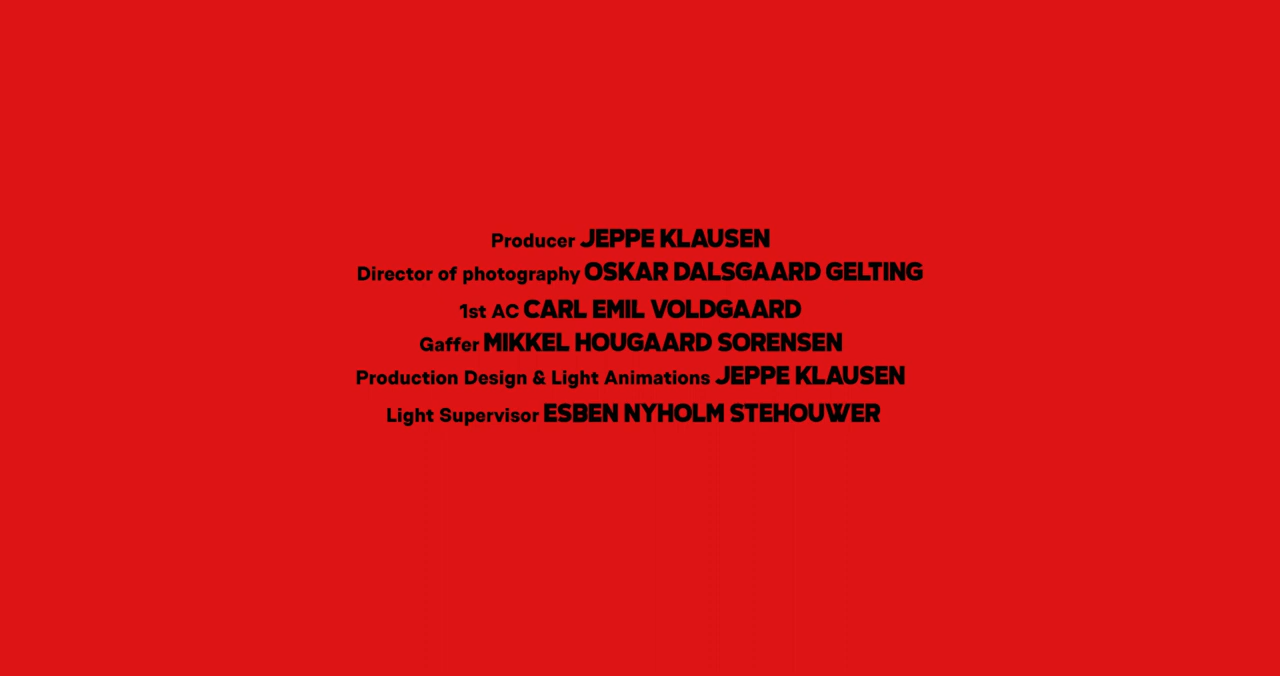 Producer JEPPE KLAUSEN
Director of photography OSKAR DALSGAARD GELTING
1st AC CARL EMIL VOLDGAARD
Gaffer MIKKEL HOUGAARD SORENSEN
Production Design & Light Animations JEPPE KLAUSEN
Light Supervisor ESBEN NYHOLM STEHOUWER